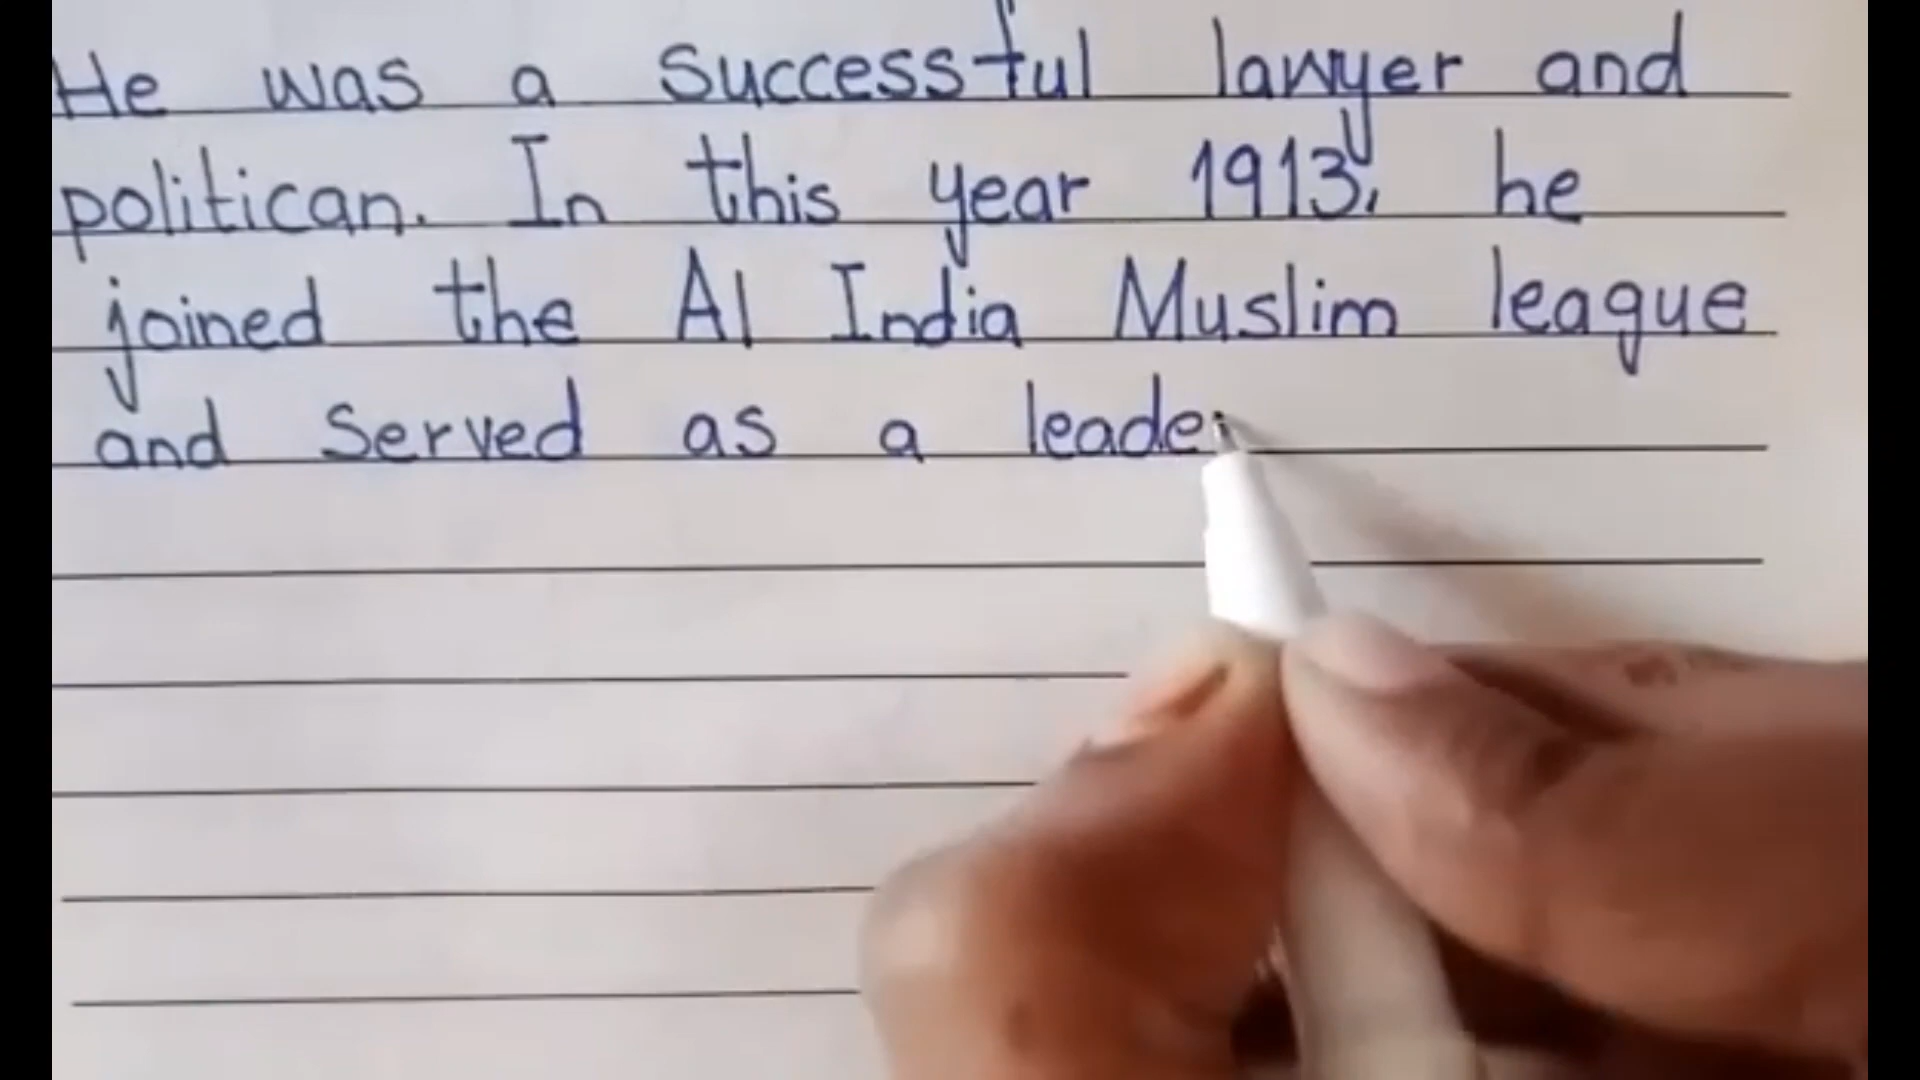 He was a successful lawyer and
politican. In this year 1913, he
joined the Al India Muslim league
and served as a leade